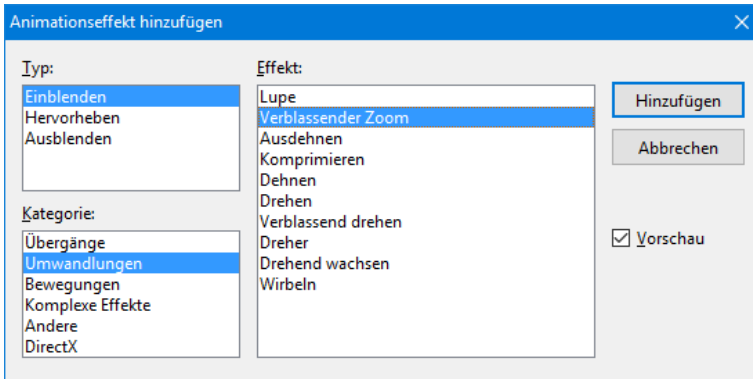 Animationseffekt hinzufügen
Typ:
Einblenden
Hervorheben
Ausblenden
Kategorie:
Übergänge
Umwandlungen
Bewegungen
Komplexe Effekte
Andere
DirectX
Effekt:
Lupe
Verblassender Zoom
Ausdehnen
Komprimieren
Dehnen
Drehen
Verblassend drehen
Dreher
Drehend wachsen
Wirbeln
Hinzufügen
Abbrechen
Vorschau